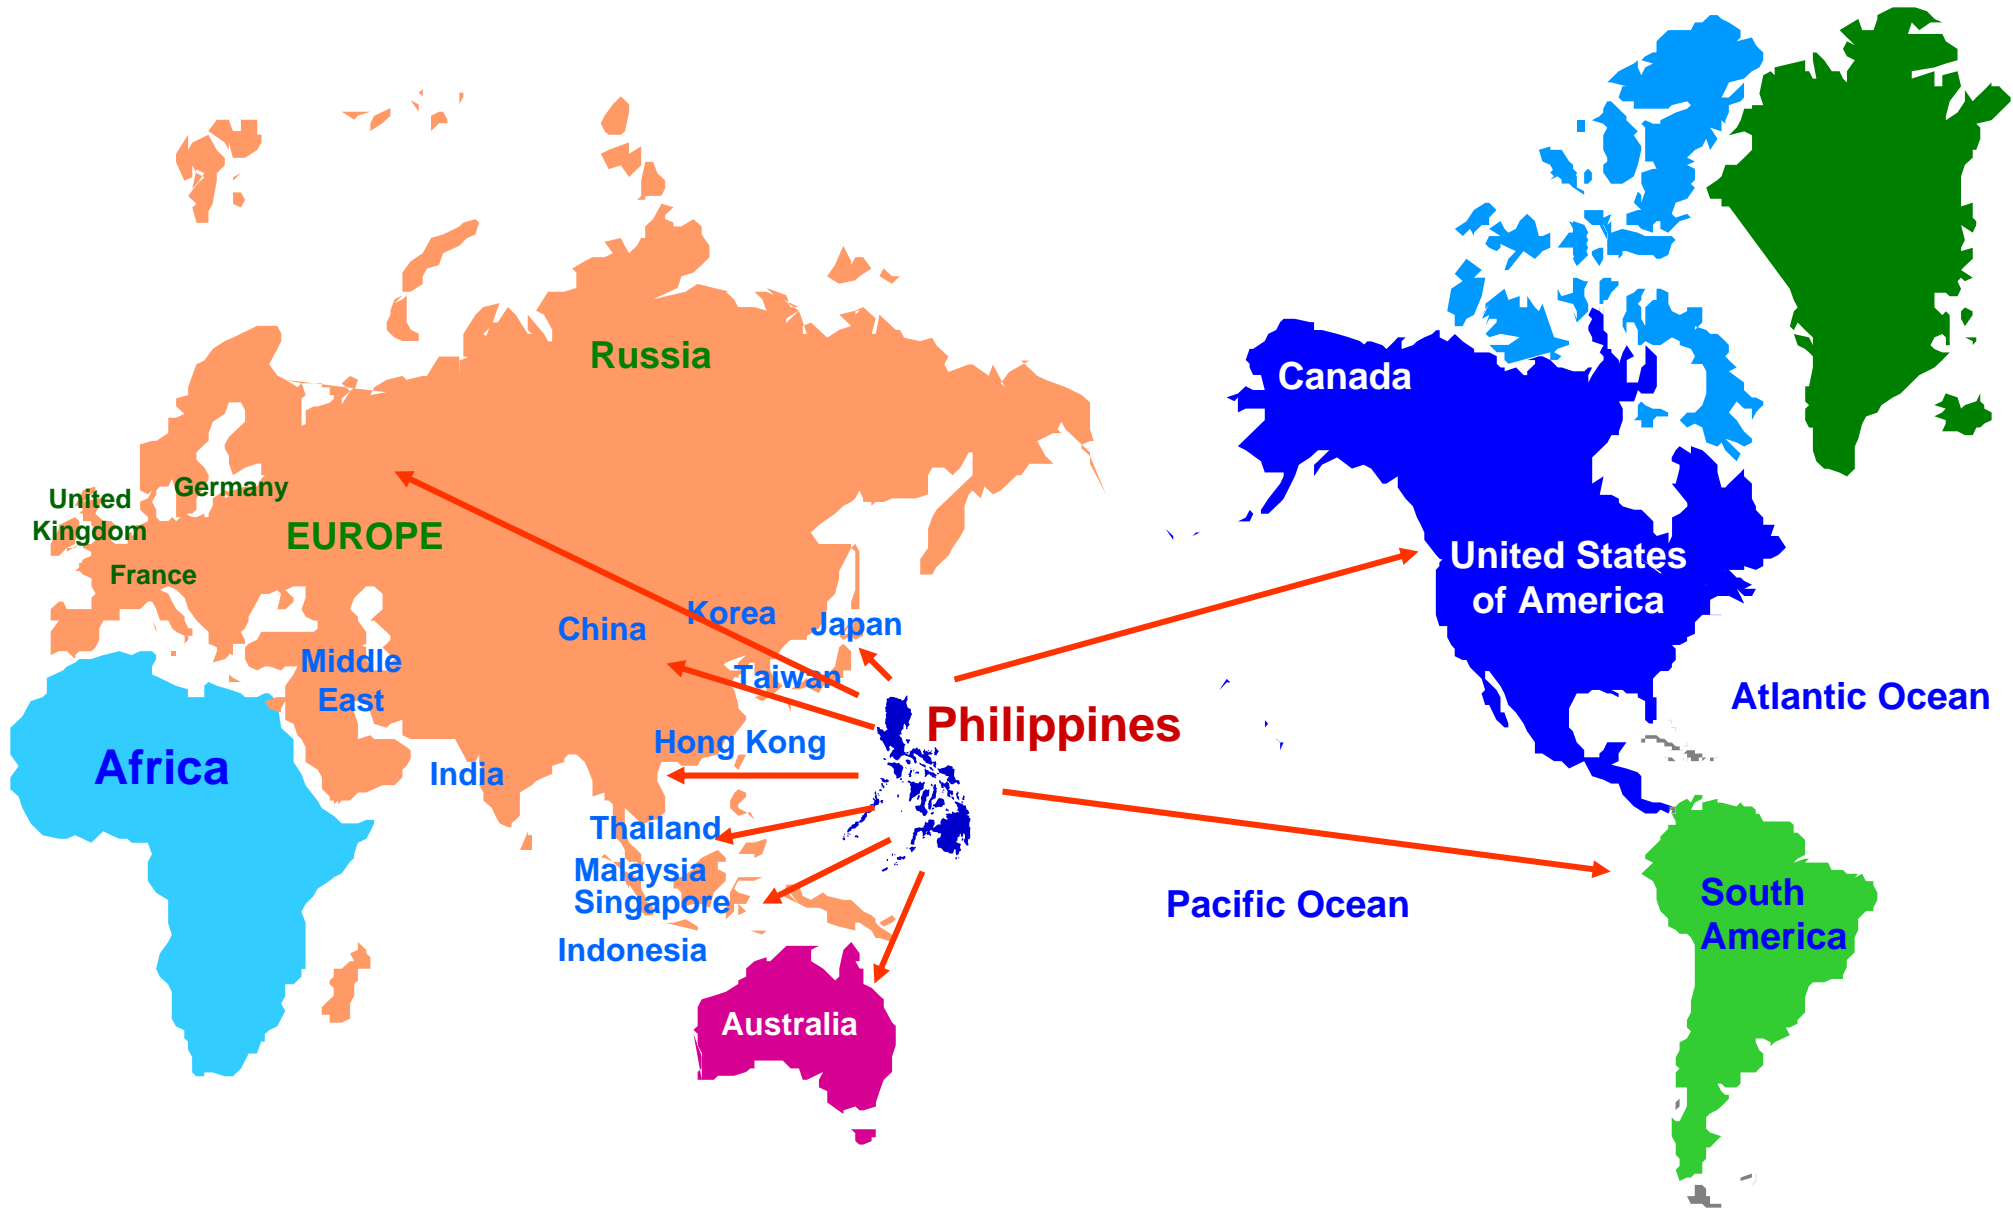 Russia
Canada
United
Kingdom
Germany
EUROPE
France
United States
of America
China
Korea
Japan
Middle
East
Taiwan
Philippines
Atlantic Ocean
Africa
Hong Kong
India
Thailand
Malaysia
Singapore
Indonesia
Pacific Ocean
South
America
Australia